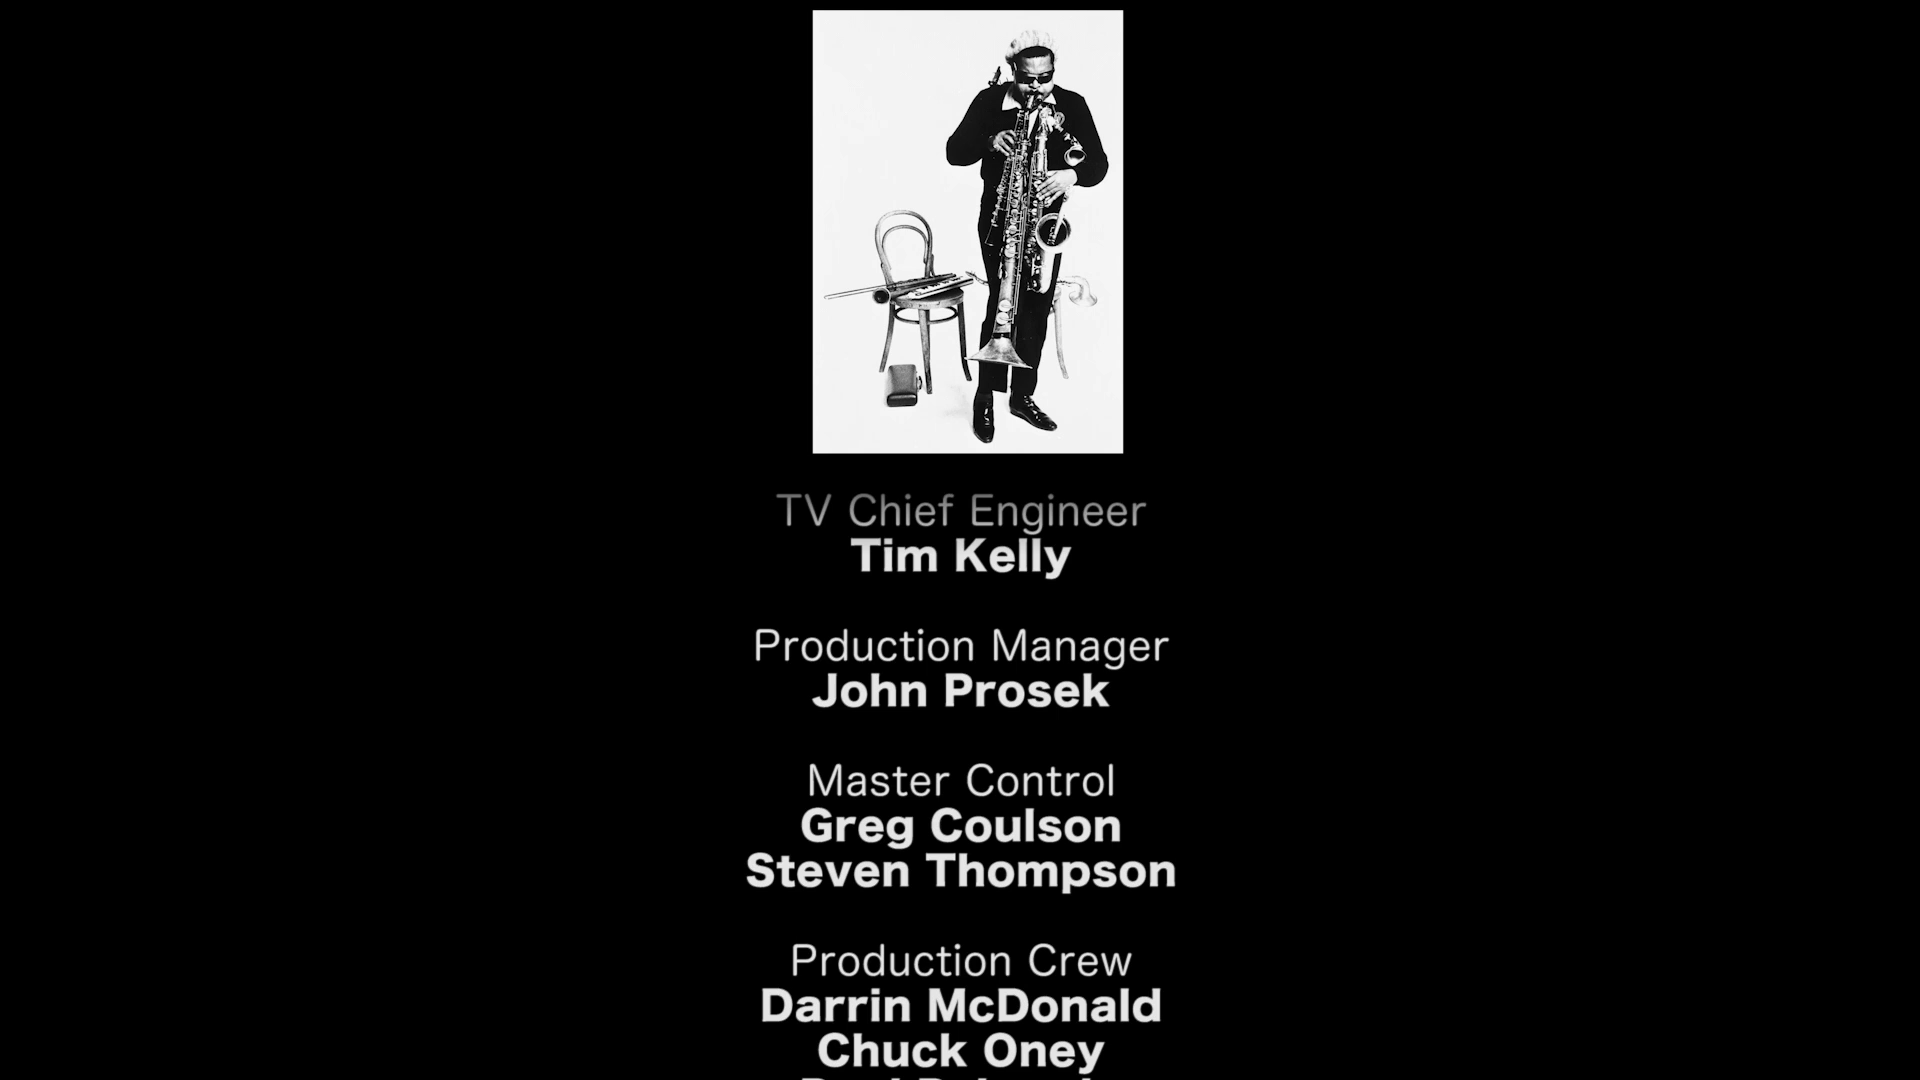 TV Chief Engineer
Tim Kelly
Production Manager
John Prosek
Master Control
Greg Coulson
Steven Thompson
Production Crew
Darrin McDonald
Chuck Oney